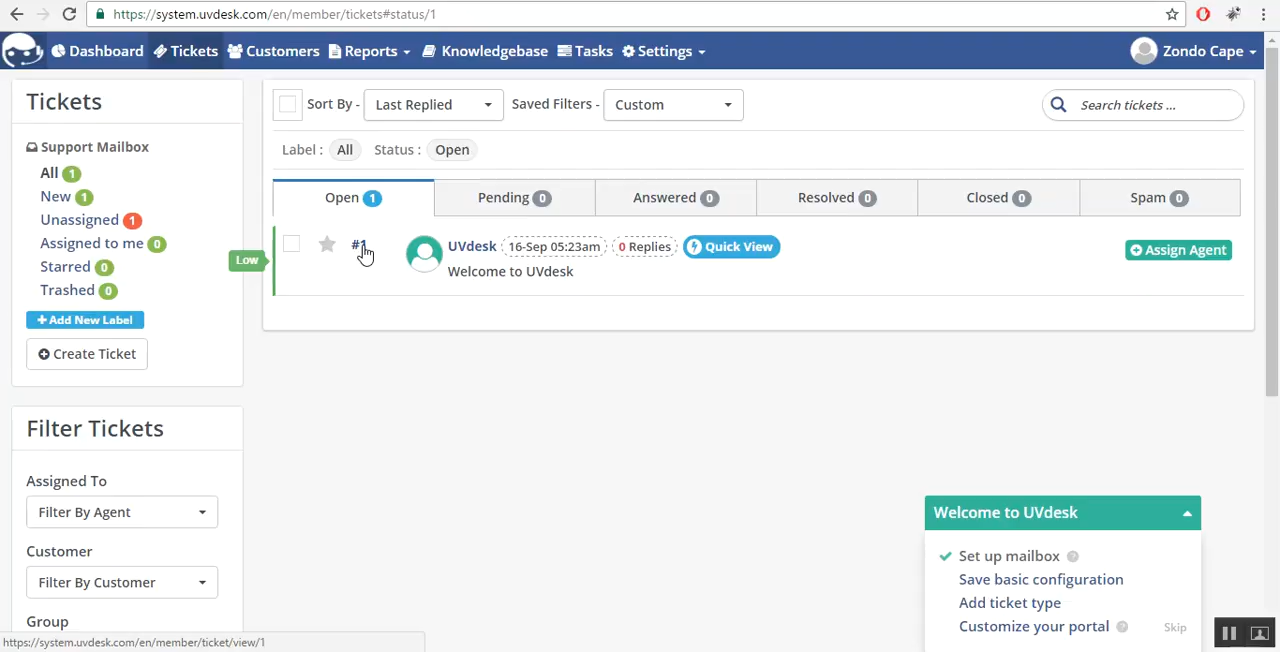 https://system.uvdesk.com/en/member/tickets#status/1
Dashboard Tickets Customers Reports Knowledgebase Tasks Settings Zondo Cape
Tickets
Support Mailbox
All 1
New 1
Unassigned 1
Assigned to me 0
Starred 0
Trashed 0
+ Add New Label
Create Ticket
Filter Tickets
Assigned To
Filter By Agent
Customer
Filter By Customer
Group
Sort By - Last Replied Saved Filters - Custom Search tickets ...
Label : All Status : Open
Open 1 Pending 0 Answered 0 Resolved 0 Closed 0 Spam 0
Low #1 UVdesk 16-Sep 05:23am 0 Replies Quick View Assign Agent
Welcome to UVdesk
Welcome to UVdesk
Set up mailbox ?
Save basic configuration
Add ticket type
Customize your portal ? Skip
https://system.uvdesk.com/en/member/ticket/view/1